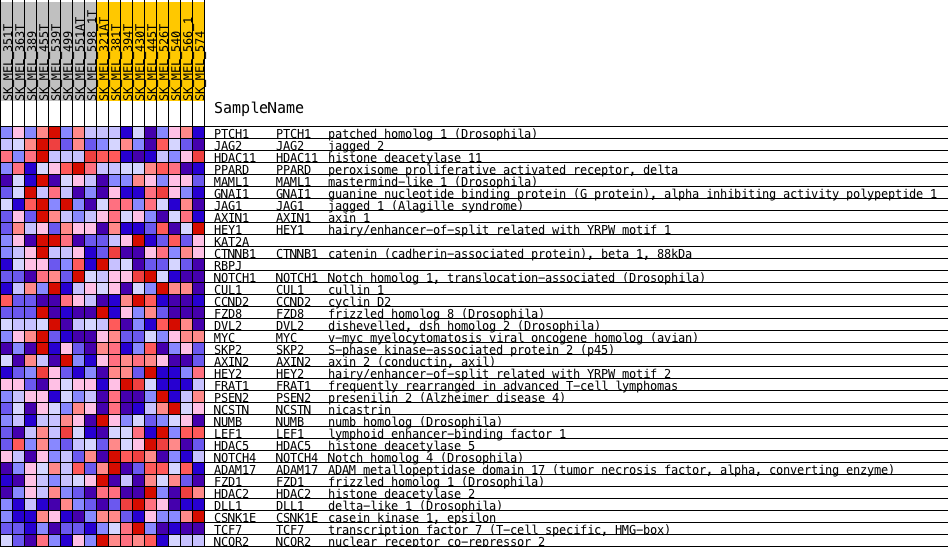 SK_MEL_351T
SK_MEL_363T
SK_MEL_389
SK_MEL_455T
SK_MEL_539T
SK_MEL_499
SK_MEL_551AT
SK_MEL_598_1T
SK_MEL_321AT
SK_MEL_381T
SK_MEL_394T
SK_MEL_430T
SK_MEL_445T
SK_MEL_526T
SK_MEL_540
SK_MEL_566_1
SK_MEL_574
SampleName
PTCH1 PTCH1 patched homolog 1 (Drosophila)
JAG2 JAG2 jagged 2
HDAC11 HDAC11 histone deacetylase 11
PPARD PPARD peroxisome proliferative activated receptor, delta
MAML1 MAML1 mastermind-like 1 (Drosophila)
GNAT1 GNAT1 guanine nucleotide binding protein (G protein), alpha inhibiting activity polypeptide 1
JAG1 JAG1 jagged 1 (Alagille syndrome)
AXIN1 AXIN1 axin 1
HEY1 HEY1 hairy/enhancer-of-split related with YRPW motif 1
KAT2A
CTNNB1 CTNNB1 catenin (cadherin-associated protein), beta 1, 88kDa
RBPJ
NOTCH1 NOTCH1 Notch homolog 1, translocation-associated (Drosophila)
CUL1 CUL1 cullin 1
CCND2 CCND2 cyclin D2
FZD8 FZD8 frizzled homolog 8 (Drosophila)
DVL2 DVL2 dishevelled, dsh homolog 2 (Drosophila)
MYC MYC v-myc myelocytomatosis viral oncogene homolog (avian)
SKP2 SKP2 S-phase kinase-associated protein 2 (p45)
AXIN2 AXIN2 axin 2 (conductin, axil)
HEY2 HEY2 hairy/enhancer-of-split related with YRPW motif 2
FRAT1 FRAT1 frequently rearranged in advanced T-cell lymphomas
PSEN2 PSEN2 presenilin 2 (Alzheimer disease 4)
NCSTN NCSTN nicastrin
NUMB NUMB numb homolog (Drosophila)
LEF1 LEF1 lymphoid enhancer-binding factor 1
HDAC5 HDAC5 histone deacetylase 5
NOTCH4 NOTCH4 Notch homolog 4 (Drosophila)
ADAM17 ADAM17 ADAM metallopeptidase domain 17 (tumor necrosis factor, alpha, converting enzyme)
FZD1 FZD1 frizzled homolog 1 (Drosophila)
HDAC2 HDAC2 histone deacetylase 2
DLL1 DLL1 delta-like 1 (Drosophila)
CSNK1E CSNK1E casein kinase 1, epsilon
TCF7 TCF7 transcription factor 7 (T-cell specific, HMG-box)
NCOR2 NCOR2 nuclear receptor co-repressor 2